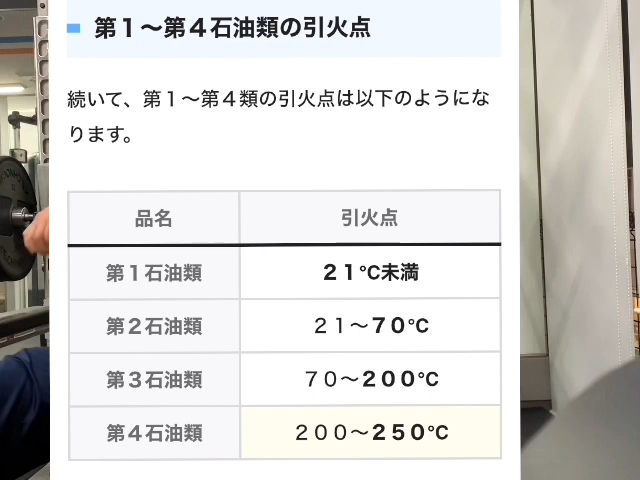 第１～第４石油類の引火点
続いて、第１～第４類の引火点は以下のようにな
ります。
品名 引火点
第１石油類 ２１℃未満
第２石油類 ２１～７０℃
第３石油類 ７０～２００℃
第４石油類 ２００～２５０℃